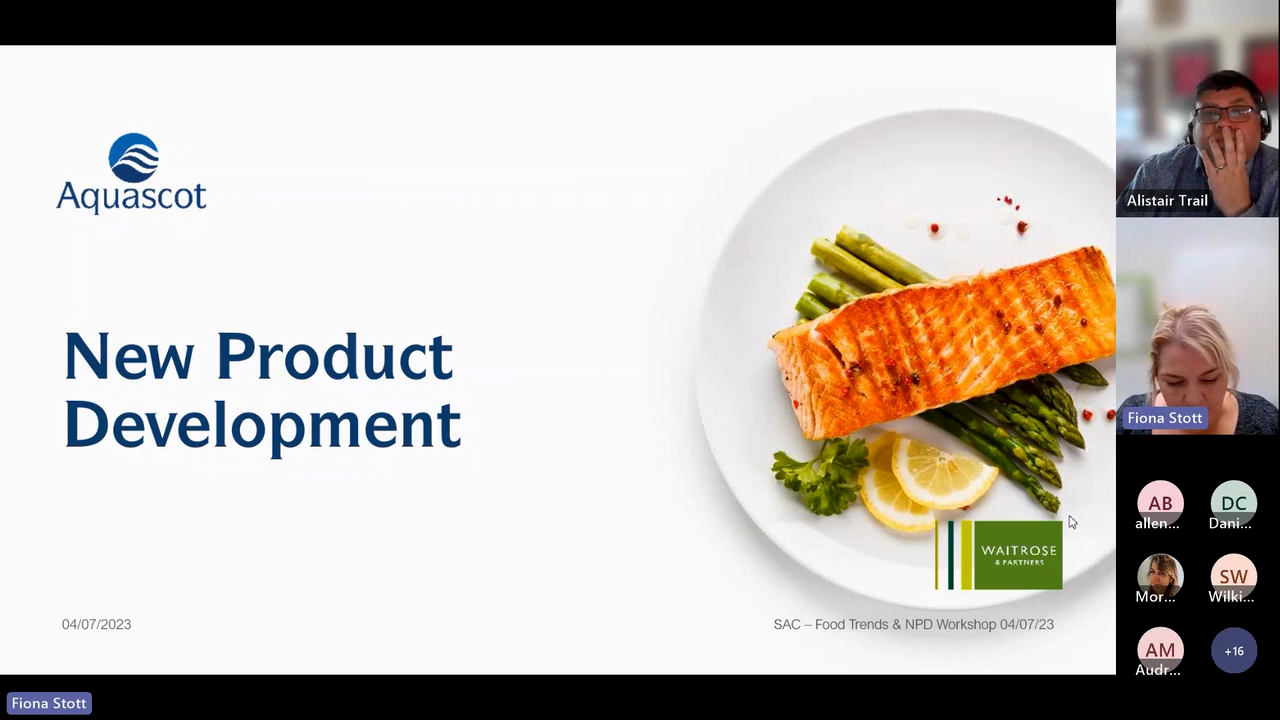 Aquascot
New Product
Development
WAITROSE
& PARTNERS
04/07/2023
SAC – Food Trends & NPD Workshop 04/07/23
Alistair Trail
Fiona Stott
AB
DC
allen...
Dani...
SW
Mor...
Wilki...
AM
+16
Audr...
Fiona Stott